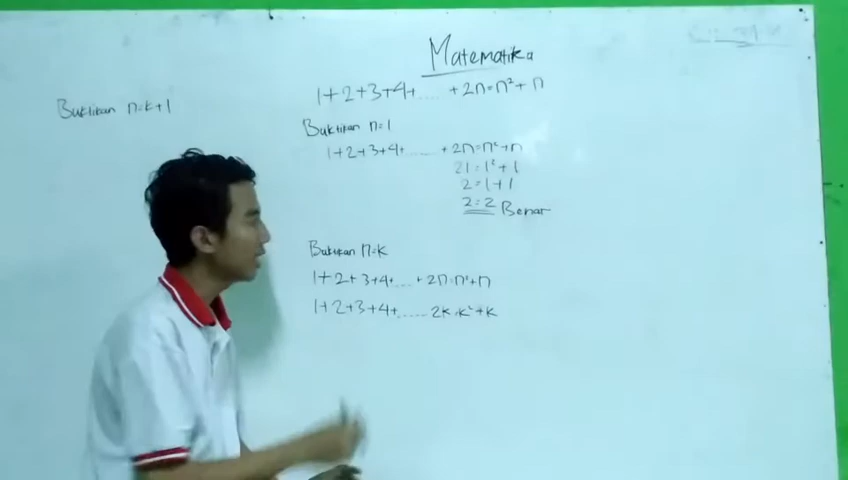 Matematika
1+2+3+4+ ..... +2n=n²+n
Buktikan n=k+1
Buktikan n=1
1+2+3+4+ ....... +2n=n²+n
21=1²+1
2=1+1
2=2 Benar
Buktikan n=k
1+2+3+4+ .... +2n=n²+n
1+2+3+4+ ...... 2k=k²+k